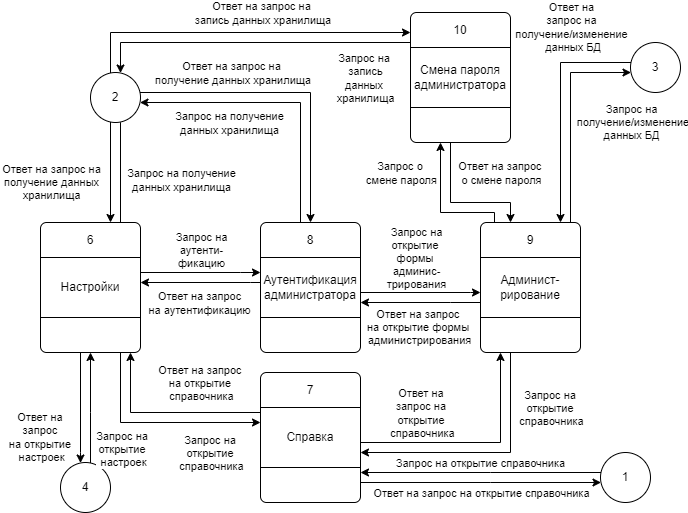 Ответ на запрос на
запись данных хранилища
Ответ на
запрос на
получение/изменение
данных БД
10
Смена пароля
администратора
Запрос на
запись данных
хранилища
3
Ответ на запрос на
получение данных хранилища
2
Запрос на получение
данных хранилища
Запрос на
получение/изменение
данных БД
Ответ на запрос на
получение данных
хранилища
Запрос на получение
данных хранилища
Запрос о
смене пароля
Ответ на запрос
о смене пароля
6
Настройки
Запрос на
аутенти-
фикацию
Ответ на запрос
на аутентификацию
8
Аутентификация
администратора
Запрос на
открытие
формы
админис-
трирования
Ответ на запрос
на открытие формы
администрирования
9
Админист-
рирование
Ответ на запрос
на открытие
справочника
Запрос на
открытие
справочника
7
Справка
Ответ на
запрос на
открытие
справочника
Запрос на
открытие
справочника
Ответ на
запрос
на открытие
настроек
Запрос на
открытие
настроек
4
Запрос на открытие справочника
Ответ на запрос на открытие справочника
1